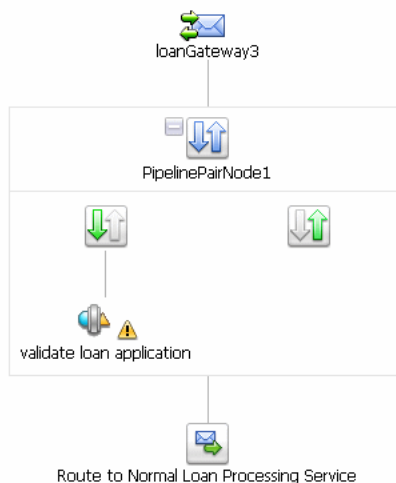 loanGateway3
PipelinePairNode1
validate loan application
Route to Normal Loan Processing Service